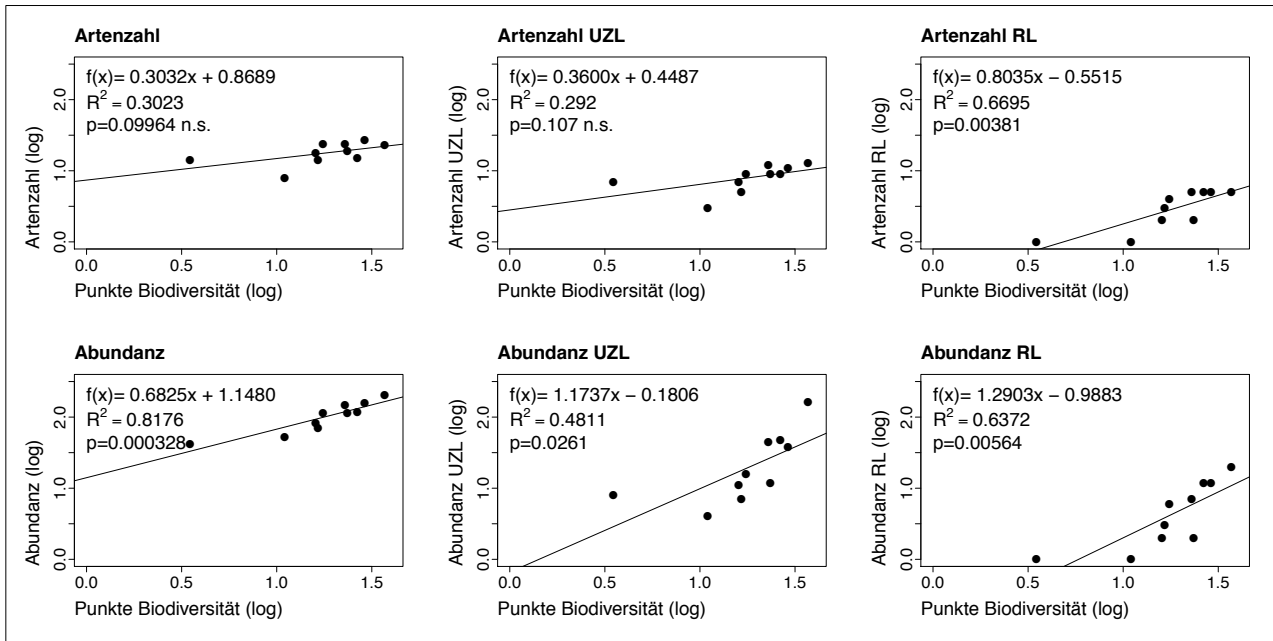 Artenzahl
f(x)= 0.3032x + 0.8689
R² = 0.3023
p=0.09964 n.s.
Artenzahl (log)
0.0 1.0 2.0
0.0 0.5 1.0 1.5
Punkte Biodiversität (log)
Artenzahl UZL
f(x)= 0.3600x + 0.4487
R² = 0.292
p=0.107 n.s.
Artenzahl UZL (log)
0.0 1.0 2.0
0.0 0.5 1.0 1.5
Punkte Biodiversität (log)
Artenzahl RL
f(x)= 0.8035x − 0.5515
R² = 0.6695
p=0.00381
Artenzahl RL (log)
0.0 1.0 2.0
0.0 0.5 1.0 1.5
Punkte Biodiversität (log)
Abundanz
f(x)= 0.6825x + 1.1480
R² = 0.8176
p=0.000328
Abundanz (log)
0.0 1.0 2.0
0.0 0.5 1.0 1.5
Punkte Biodiversität (log)
Abundanz UZL
f(x)= 1.1737x − 0.1806
R² = 0.4811
p=0.0261
Abundanz UZL (log)
0.0 1.0 2.0
0.0 0.5 1.0 1.5
Punkte Biodiversität (log)
Abundanz RL
f(x)= 1.2903x − 0.9883
R² = 0.6372
p=0.00564
Abundanz RL (log)
0.0 1.0 2.0
0.0 0.5 1.0 1.5
Punkte Biodiversität (log)